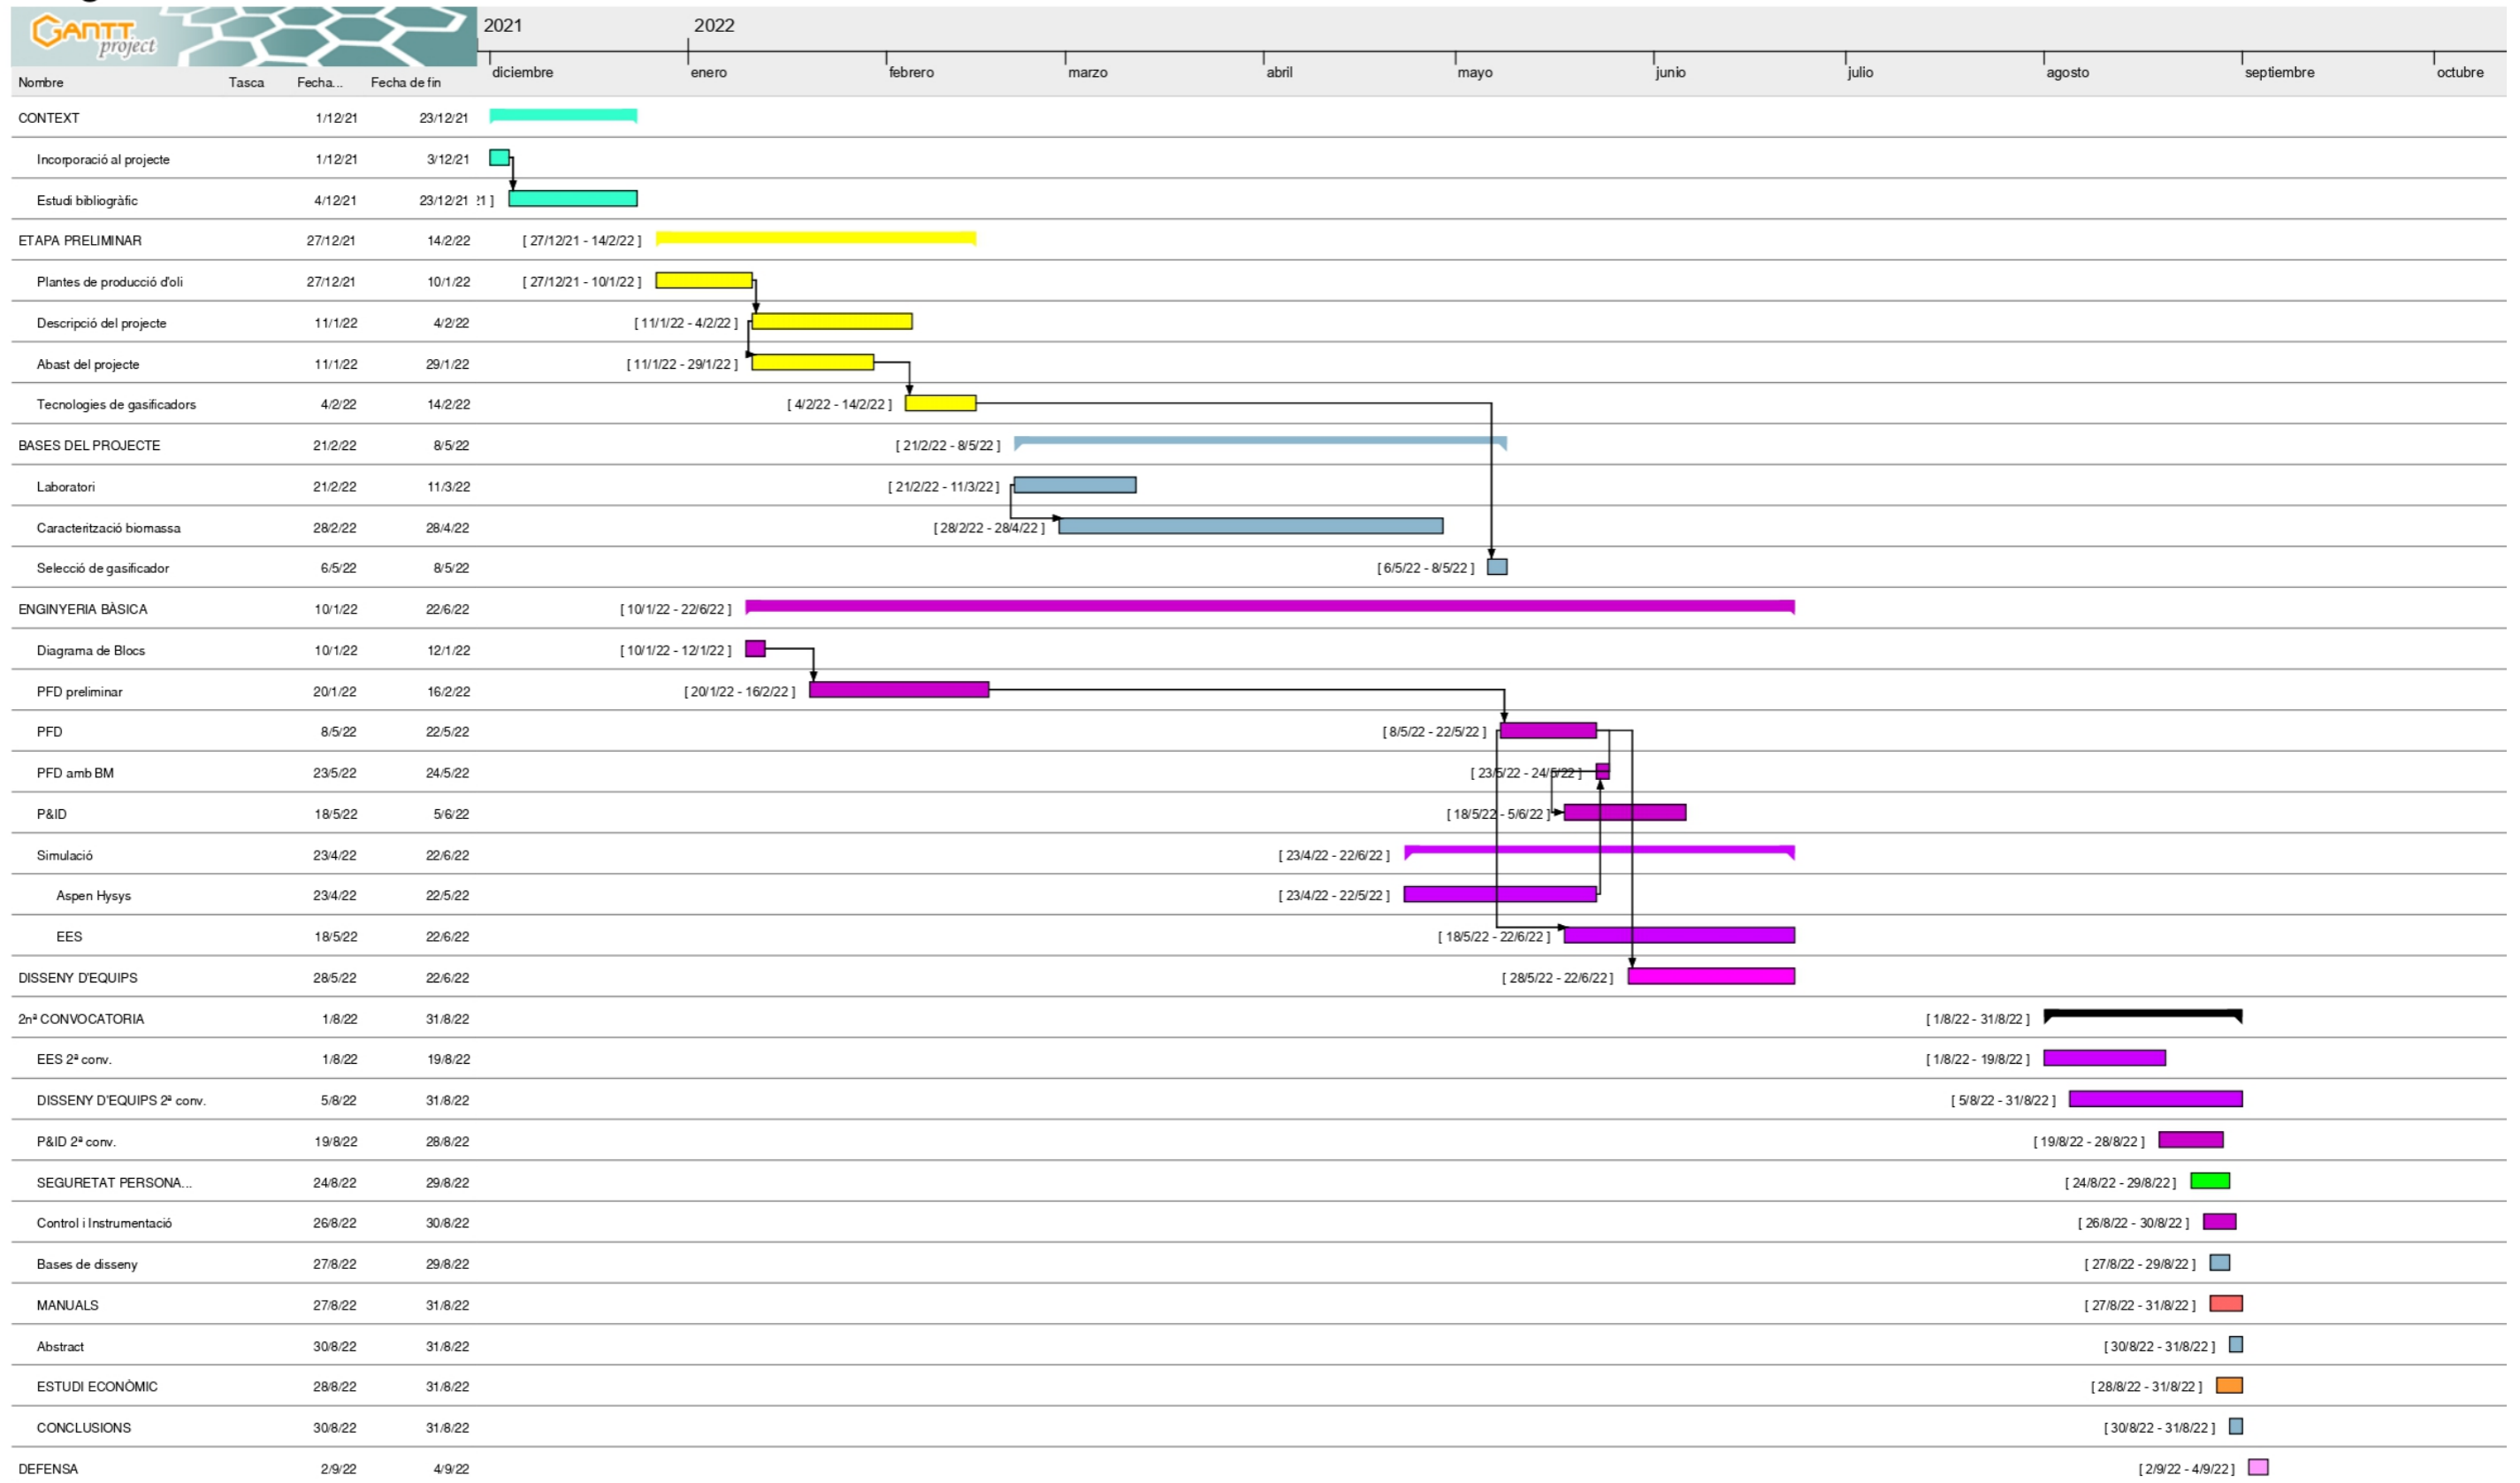 GANTT project
2021 2022
diciembre enero febrero marzo abril mayo junio julio agosto septiembre octubre
Nombre Tasca Fecha... Fecha de fin
CONTEXT 1/12/21 23/12/21
Incorporació al projecte 1/12/21 3/12/21
Estudi bibliogràfic 4/12/21 23/12/21 21 ]
ETAPA PRELIMINAR 27/12/21 14/2/22 [ 27/12/21 - 14/2/22 ]
Plantes de producció d'oli 27/12/21 10/1/22 [ 27/12/21 - 10/1/22 ]
Descripció del projecte 11/1/22 4/2/22 [ 11/1/22 - 4/2/22 ]
Abast del projecte 11/1/22 29/1/22 [ 11/1/22 - 29/1/22 ]
Tecnologies de gasificadors 4/2/22 14/2/22 [ 4/2/22 - 14/2/22 ]
BASES DEL PROJECTE 21/2/22 8/5/22 [ 21/2/22 - 8/5/22 ]
Laboratori 21/2/22 11/3/22 [ 21/2/22 - 11/3/22 ]
Caracterització biomassa 28/2/22 28/4/22 [ 28/2/22 - 28/4/22 ]
Selecció de gasificador 6/5/22 8/5/22 [ 6/5/22 - 8/5/22 ]
ENGINYERIA BÀSICA 10/1/22 22/6/22 [ 10/1/22 - 22/6/22 ]
Diagrama de Blocs 10/1/22 12/1/22 [ 10/1/22 - 12/1/22 ]
PFD preliminar 20/1/22 16/2/22 [ 20/1/22 - 16/2/22 ]
PFD 8/5/22 22/5/22 [ 8/5/22 - 22/5/22 ]
PFD amb BM 23/5/22 24/5/22 [ 23/5/22 - 24/5/22 ]
P&ID 18/5/22 5/6/22 [ 18/5/22 - 5/6/22 ]
Simulació 23/4/22 22/6/22 [ 23/4/22 - 22/6/22 ]
Aspen Hysys 23/4/22 22/5/22 [ 23/4/22 - 22/5/22 ]
EES 18/5/22 22/6/22 [ 18/5/22 - 22/6/22 ]
DISSENY D'EQUIPS 28/5/22 22/6/22 [ 28/5/22 - 22/6/22 ]
2nª CONVOCATORIA 1/8/22 31/8/22 [ 1/8/22 - 31/8/22 ]
EES 2ª conv. 1/8/22 19/8/22 [ 1/8/22 - 19/8/22 ]
DISSENY D'EQUIPS 2ª conv. 5/8/22 31/8/22 [ 5/8/22 - 31/8/22 ]
P&ID 2ª conv. 19/8/22 28/8/22 [ 19/8/22 - 28/8/22 ]
SEGURETAT PERSONA... 24/8/22 29/8/22 [ 24/8/22 - 29/8/22 ]
Control i Instrumentació 26/8/22 30/8/22 [ 26/8/22 - 30/8/22 ]
Bases de disseny 27/8/22 29/8/22 [ 27/8/22 - 29/8/22 ]
MANUALS 27/8/22 31/8/22 [ 27/8/22 - 31/8/22 ]
Abstract 30/8/22 31/8/22 [ 30/8/22 - 31/8/22 ]
ESTUDI ECONÒMIC 28/8/22 31/8/22 [ 28/8/22 - 31/8/22 ]
CONCLUSIONS 30/8/22 31/8/22 [ 30/8/22 - 31/8/22 ]
DEFENSA 2/9/22 4/9/22 [ 2/9/22 - 4/9/22 ]